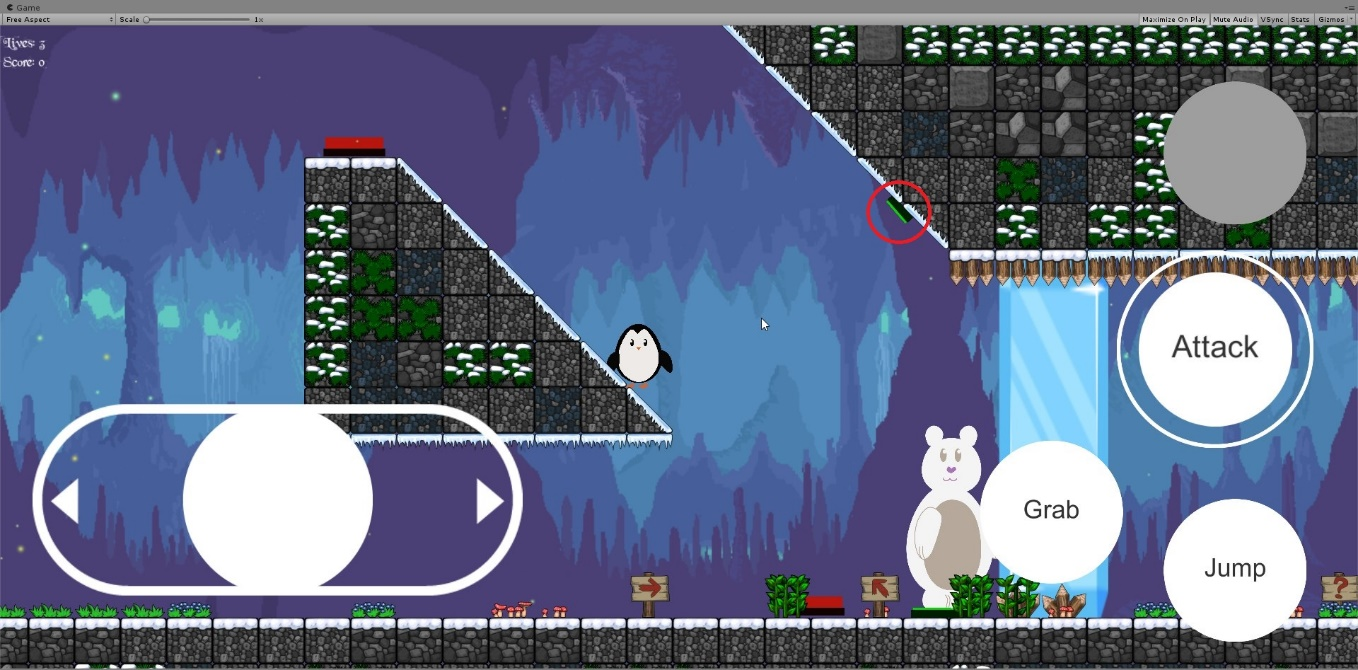 Game
Free Aspect Scale 1x Maximize On Play Mute Audio VSync Stats Gizmos
Lives: 3
Score: 0
Attack
Grab
Jump
?